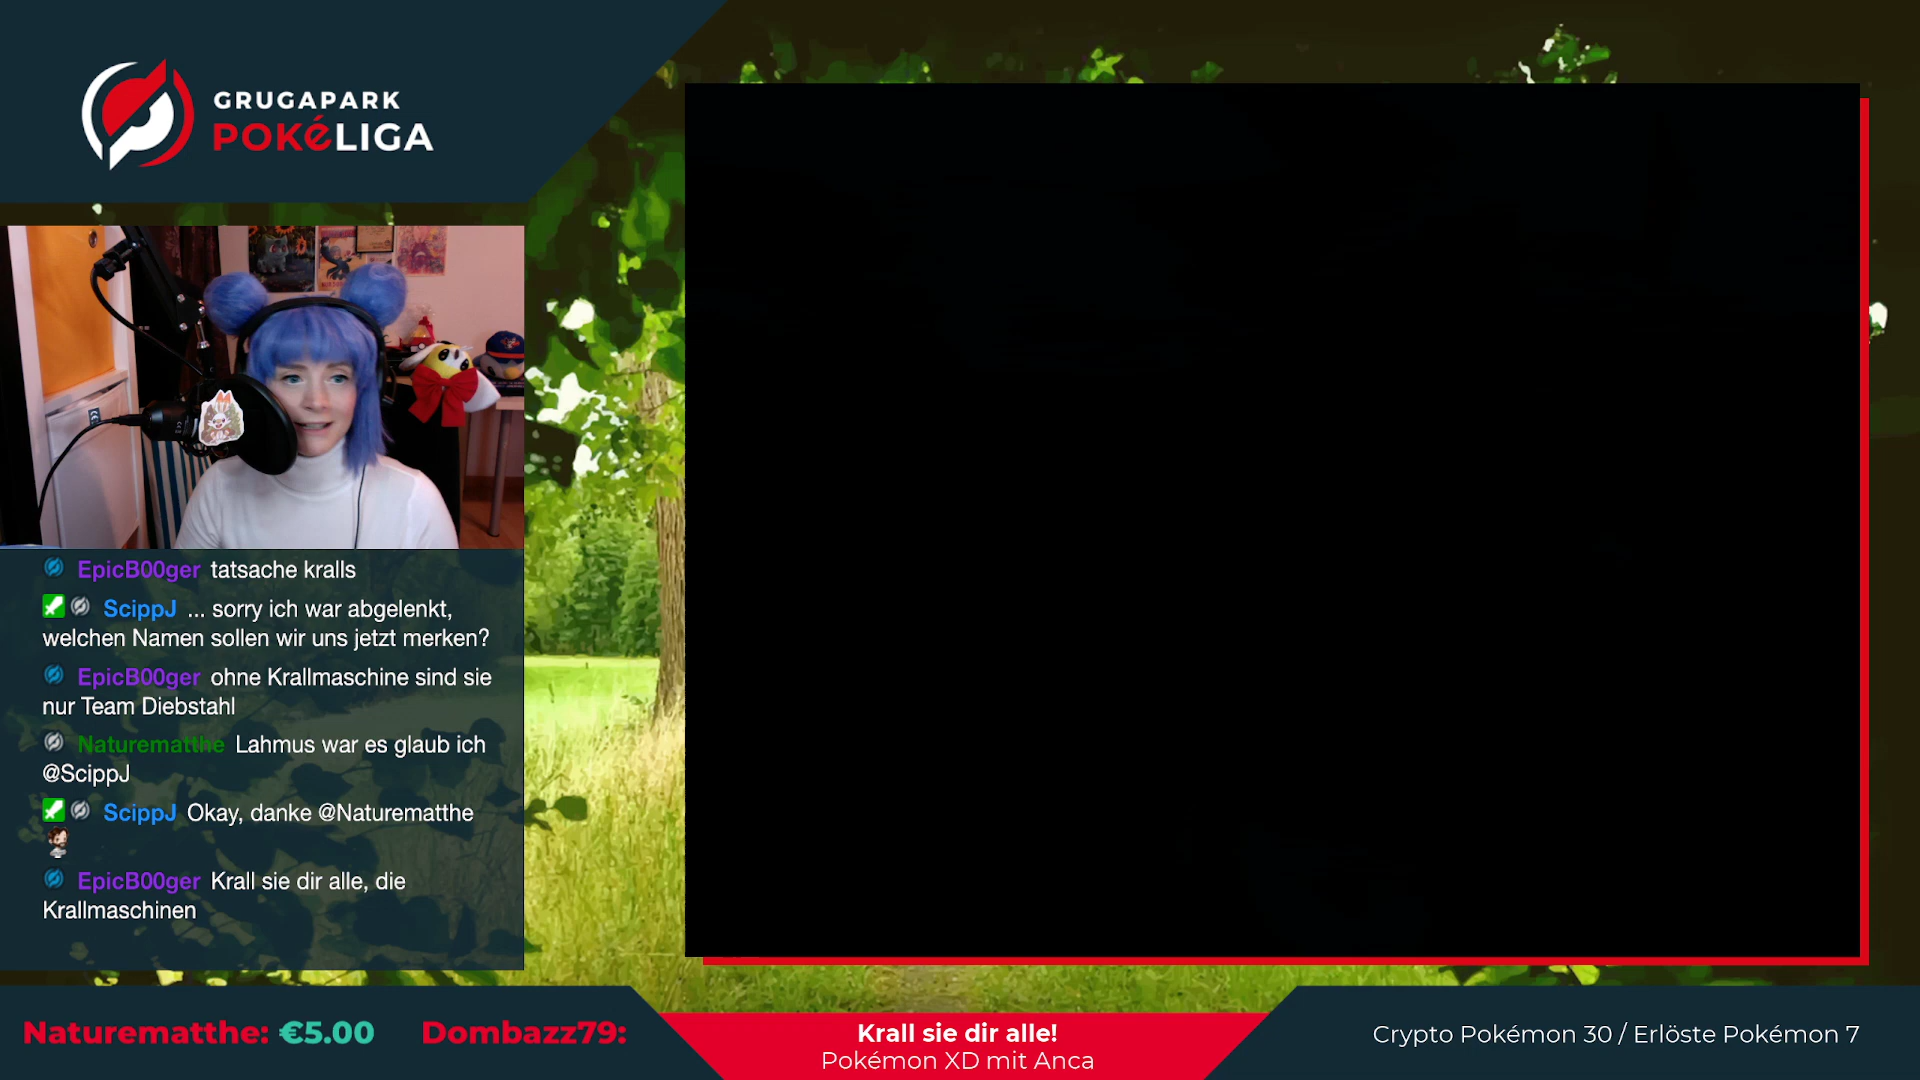 GRUGAPARK
POKéLIGA
EpicB00ger tatsache kralls
ScippJ ... sorry ich war abgelenkt,
welchen Namen sollen wir uns jetzt merken?
EpicB00ger ohne Krallmaschine sind sie
nur Team Diebstahl
Naturematthe Lahmus war es glaub ich
@ScippJ
ScippJ Okay, danke @Naturematthe
EpicB00ger Krall sie dir alle, die
Krallmaschinen
Naturematthe: €5.00 Dombazz79:
Krall sie dir alle!
Pokémon XD mit Anca
Crypto Pokémon 30 / Erlöste Pokémon 7